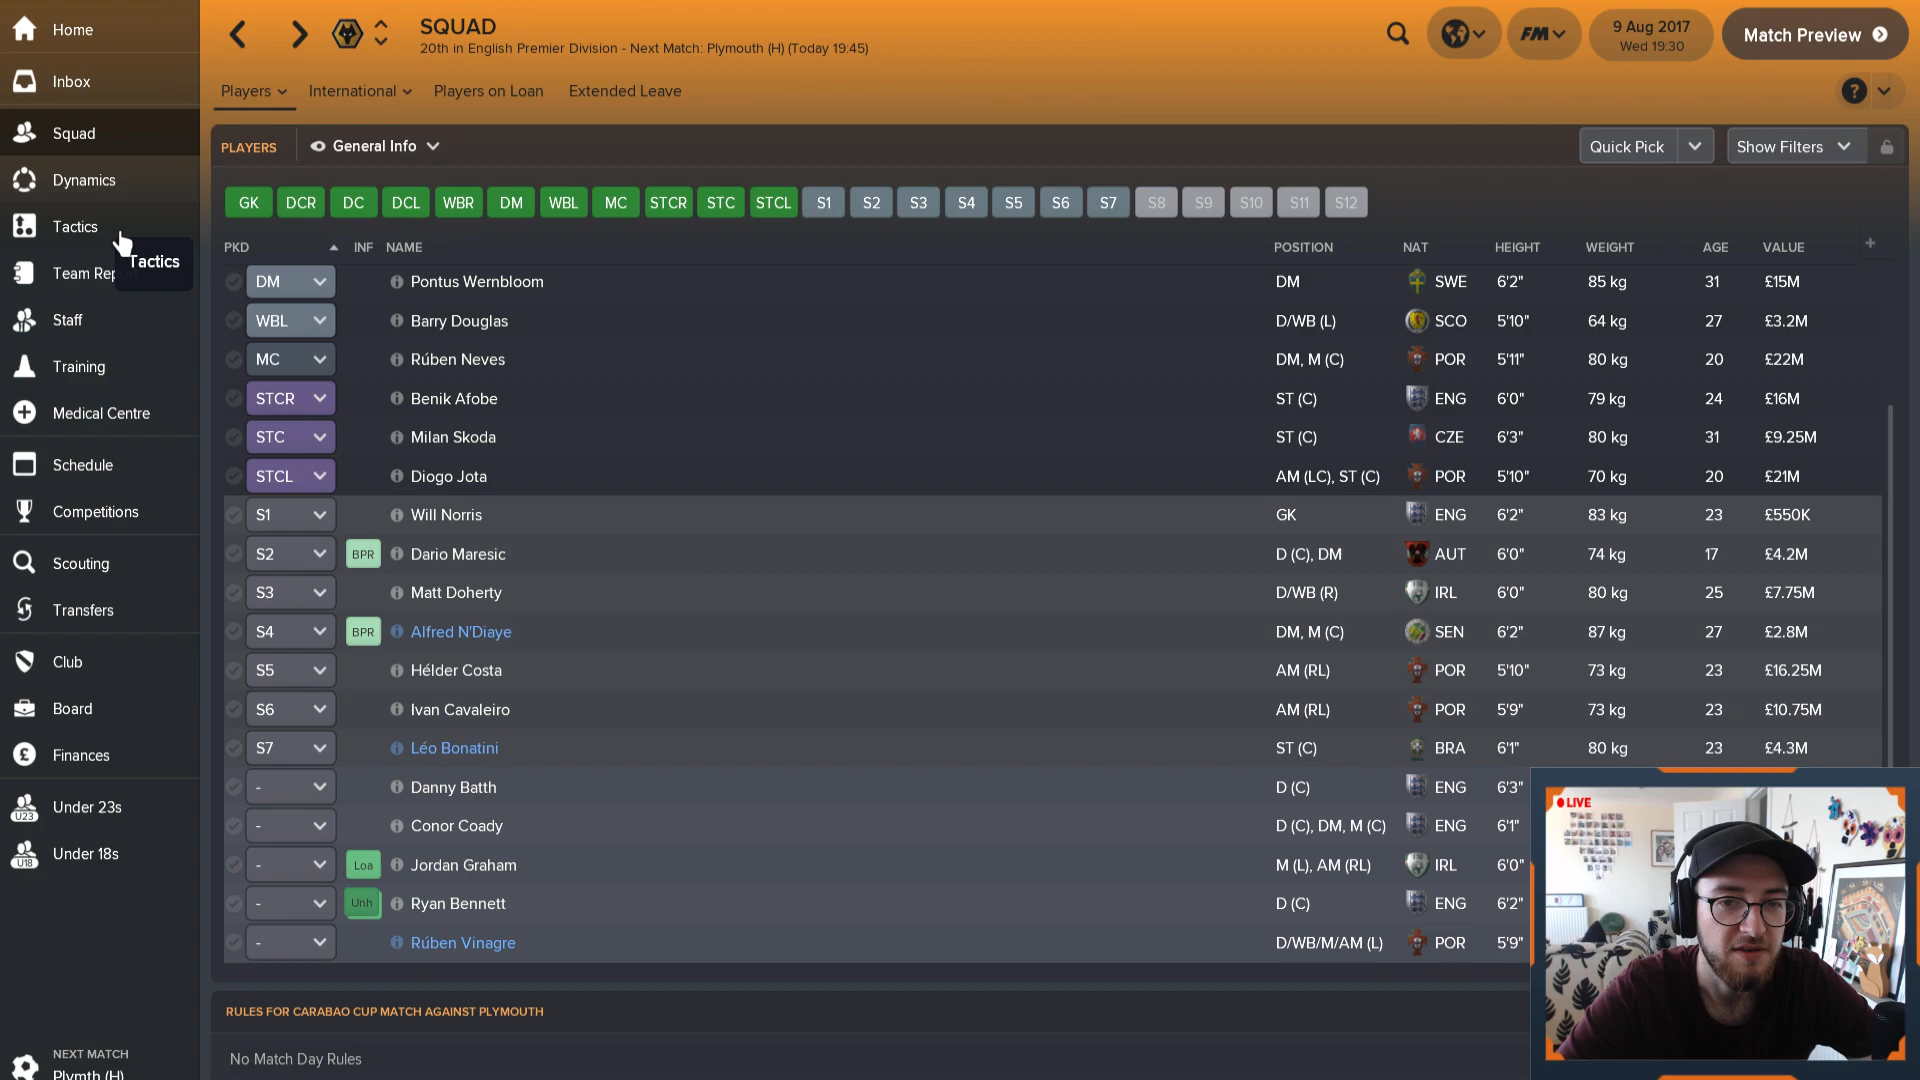 Home
Inbox
Squad
Dynamics
Tactics
Tactics
Team Rep
Staff
Training
Medical Centre
Schedule
Competitions
Scouting
Transfers
Club
Board
£ Finances
U23 Under 23s
U18 Under 18s
NEXT MATCH
Plymth (H)
SQUAD
20th in English Premier Division - Next Match: Plymouth (H) (Today 19:45)
FM
9 Aug 2017
Wed 19:30
Match Preview
Players International Players on Loan Extended Leave
?
PLAYERS General Info Quick Pick Show Filters
GK DCR DC DCL WBR DM WBL MC STCR STC STCL S1 S2 S3 S4 S5 S6 S7 S8 S9 S10 S11 S12
PKD INF NAME POSITION NAT HEIGHT WEIGHT AGE VALUE +
DM Pontus Wernbloom DM SWE 6'2" 85 kg 31 £15M
WBL Barry Douglas D/WB (L) SCO 5'10" 64 kg 27 £3.2M
MC Rúben Neves DM, M (C) POR 5'11" 80 kg 20 £22M
STCR Benik Afobe ST (C) ENG 6'0" 79 kg 24 £16M
STC Milan Skoda ST (C) CZE 6'3" 80 kg 31 £9.25M
STCL Diogo Jota AM (LC), ST (C) POR 5'10" 70 kg 20 £21M
S1 Will Norris GK ENG 6'2" 83 kg 23 £550K
S2 BPR Dario Maresic D (C), DM AUT 6'0" 74 kg 17 £4.2M
S3 Matt Doherty D/WB (R) IRL 6'0" 80 kg 25 £7.75M
S4 BPR Alfred N'Diaye DM, M (C) SEN 6'2" 87 kg 27 £2.8M
S5 Hélder Costa AM (RL) POR 5'10" 73 kg 23 £16.25M
S6 Ivan Cavaleiro AM (RL) POR 5'9" 73 kg 23 £10.75M
S7 Léo Bonatini ST (C) BRA 6'1" 80 kg 23 £4.3M
- Danny Batth D (C) ENG 6'3"
- Conor Coady D (C), DM, M (C) ENG 6'1"
- Loa Jordan Graham M (L), AM (RL) IRL 6'0"
- Unh Ryan Bennett D (C) ENG 6'2"
- Rúben Vinagre D/WB/M/AM (L) POR 5'9"
RULES FOR CARABAO CUP MATCH AGAINST PLYMOUTH
No Match Day Rules
LIVE